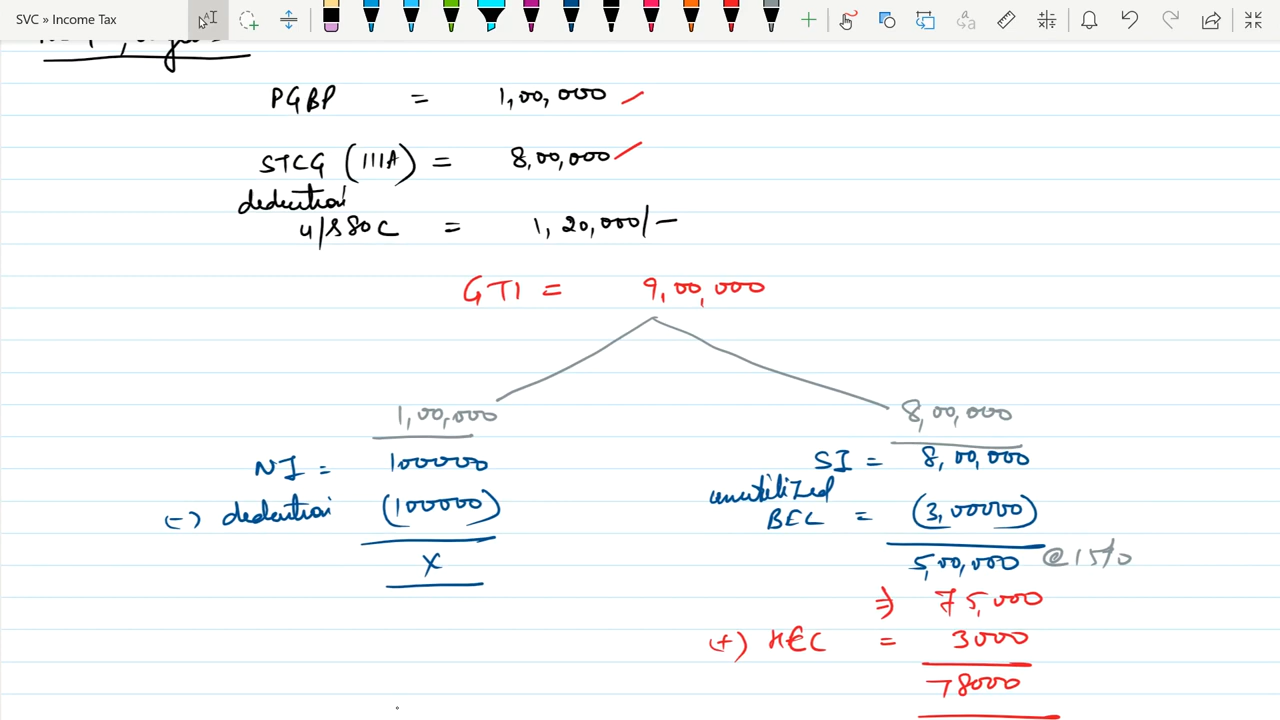 SVC » Income Tax
PGBP = 1,00,000
STCG (111A) = 8,00,000
deduction
u/s 80C = 1,20,000/-
GTI = 9,00,000
1,00,000 8,00,000
NI = 100000 SI = 8,00,000
(-) deduction (100000) unutilized BEL = (3,00000)
X 5,00,000 @ 15%
⇒ 75,000
(+) HEC = 3000
78000